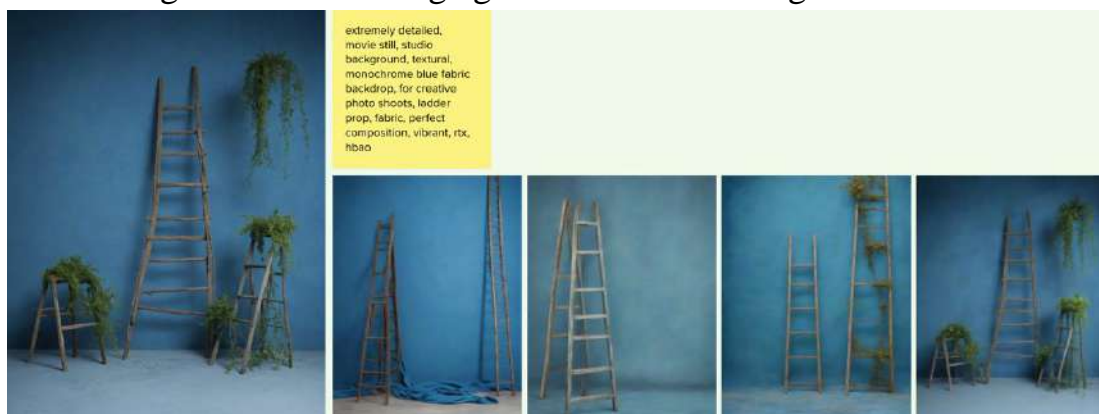 extremely detailed,
movie still, studio
background, textural,
monochrome blue fabric
backdrop, for creative
photo shoots, ladder
prop, fabric, perfect
composition, vibrant, rtx,
hbao